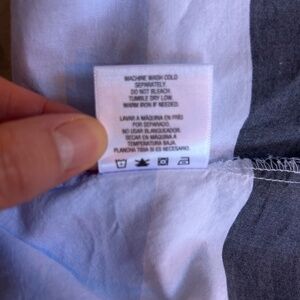 MACHINE WASH COLD
SEPARATELY
DO NOT BLEACH.
TUMBLE DRY LOW.
WARM IRON IF NEEDED.
LAVAR A MÁQUINA EN FRÍO
POR SEPARADO.
NO USAR BLANQUEADOR.
SECAR EN MÁQUINA A
TEMPERATURA BAJA.
PLANCHA TIBIA SI ES NECESARIO.